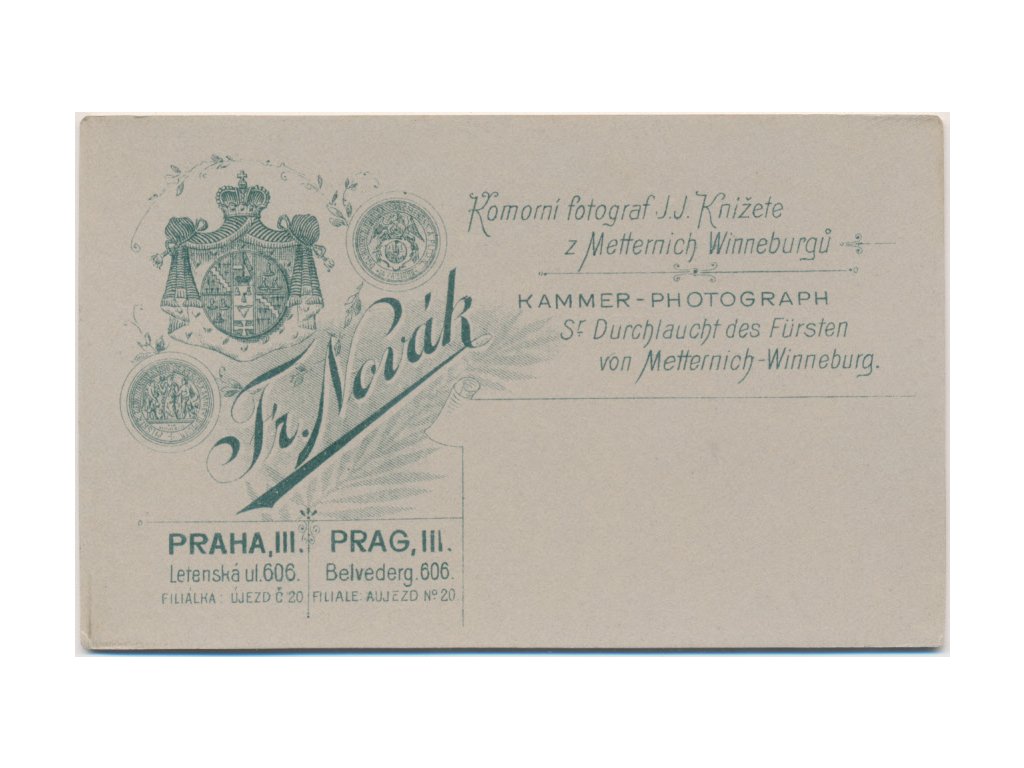 Komorní fotograf J.J. Knížete
z Metternich Winneburgů
KAMMER-PHOTOGRAPH
Sr Durchlaucht des Fürsten
von Metternich-Winneburg.
Fr. Novák
PRAHA, III.
Letenská ul. 606.
FILIÁLKA: ÚJEZD Č 20
PRAG, III.
Belvederg. 606.
FILIALE: AUJEZD No 20